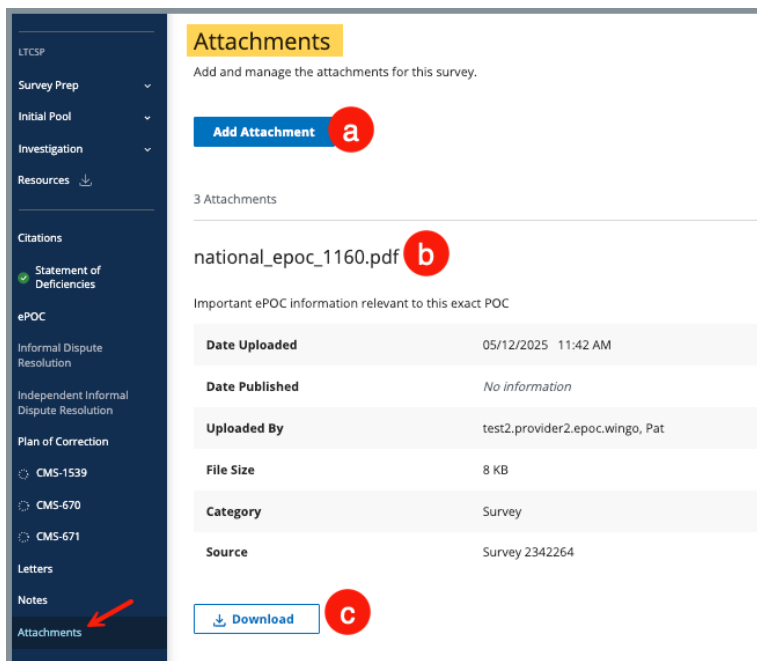 LTCSP
Survey Prep
Initial Pool
Investigation
Resources
Citations
Statement of
Deficiencies
ePOC
Informal Dispute
Resolution
Independent Informal
Dispute Resolution
Plan of Correction
CMS-1539
CMS-670
CMS-671
Letters
Notes
Attachments
Attachments
Add and manage the attachments for this survey.
Add Attachment a
3 Attachments
national_epoc_1160.pdf b
Important ePOC information relevant to this exact POC
Date Uploaded 05/12/2025 11:42 AM
Date Published No information
Uploaded By test2.provider2.epoc.wingo, Pat
File Size 8 KB
Category Survey
Source Survey 2342264
Download c